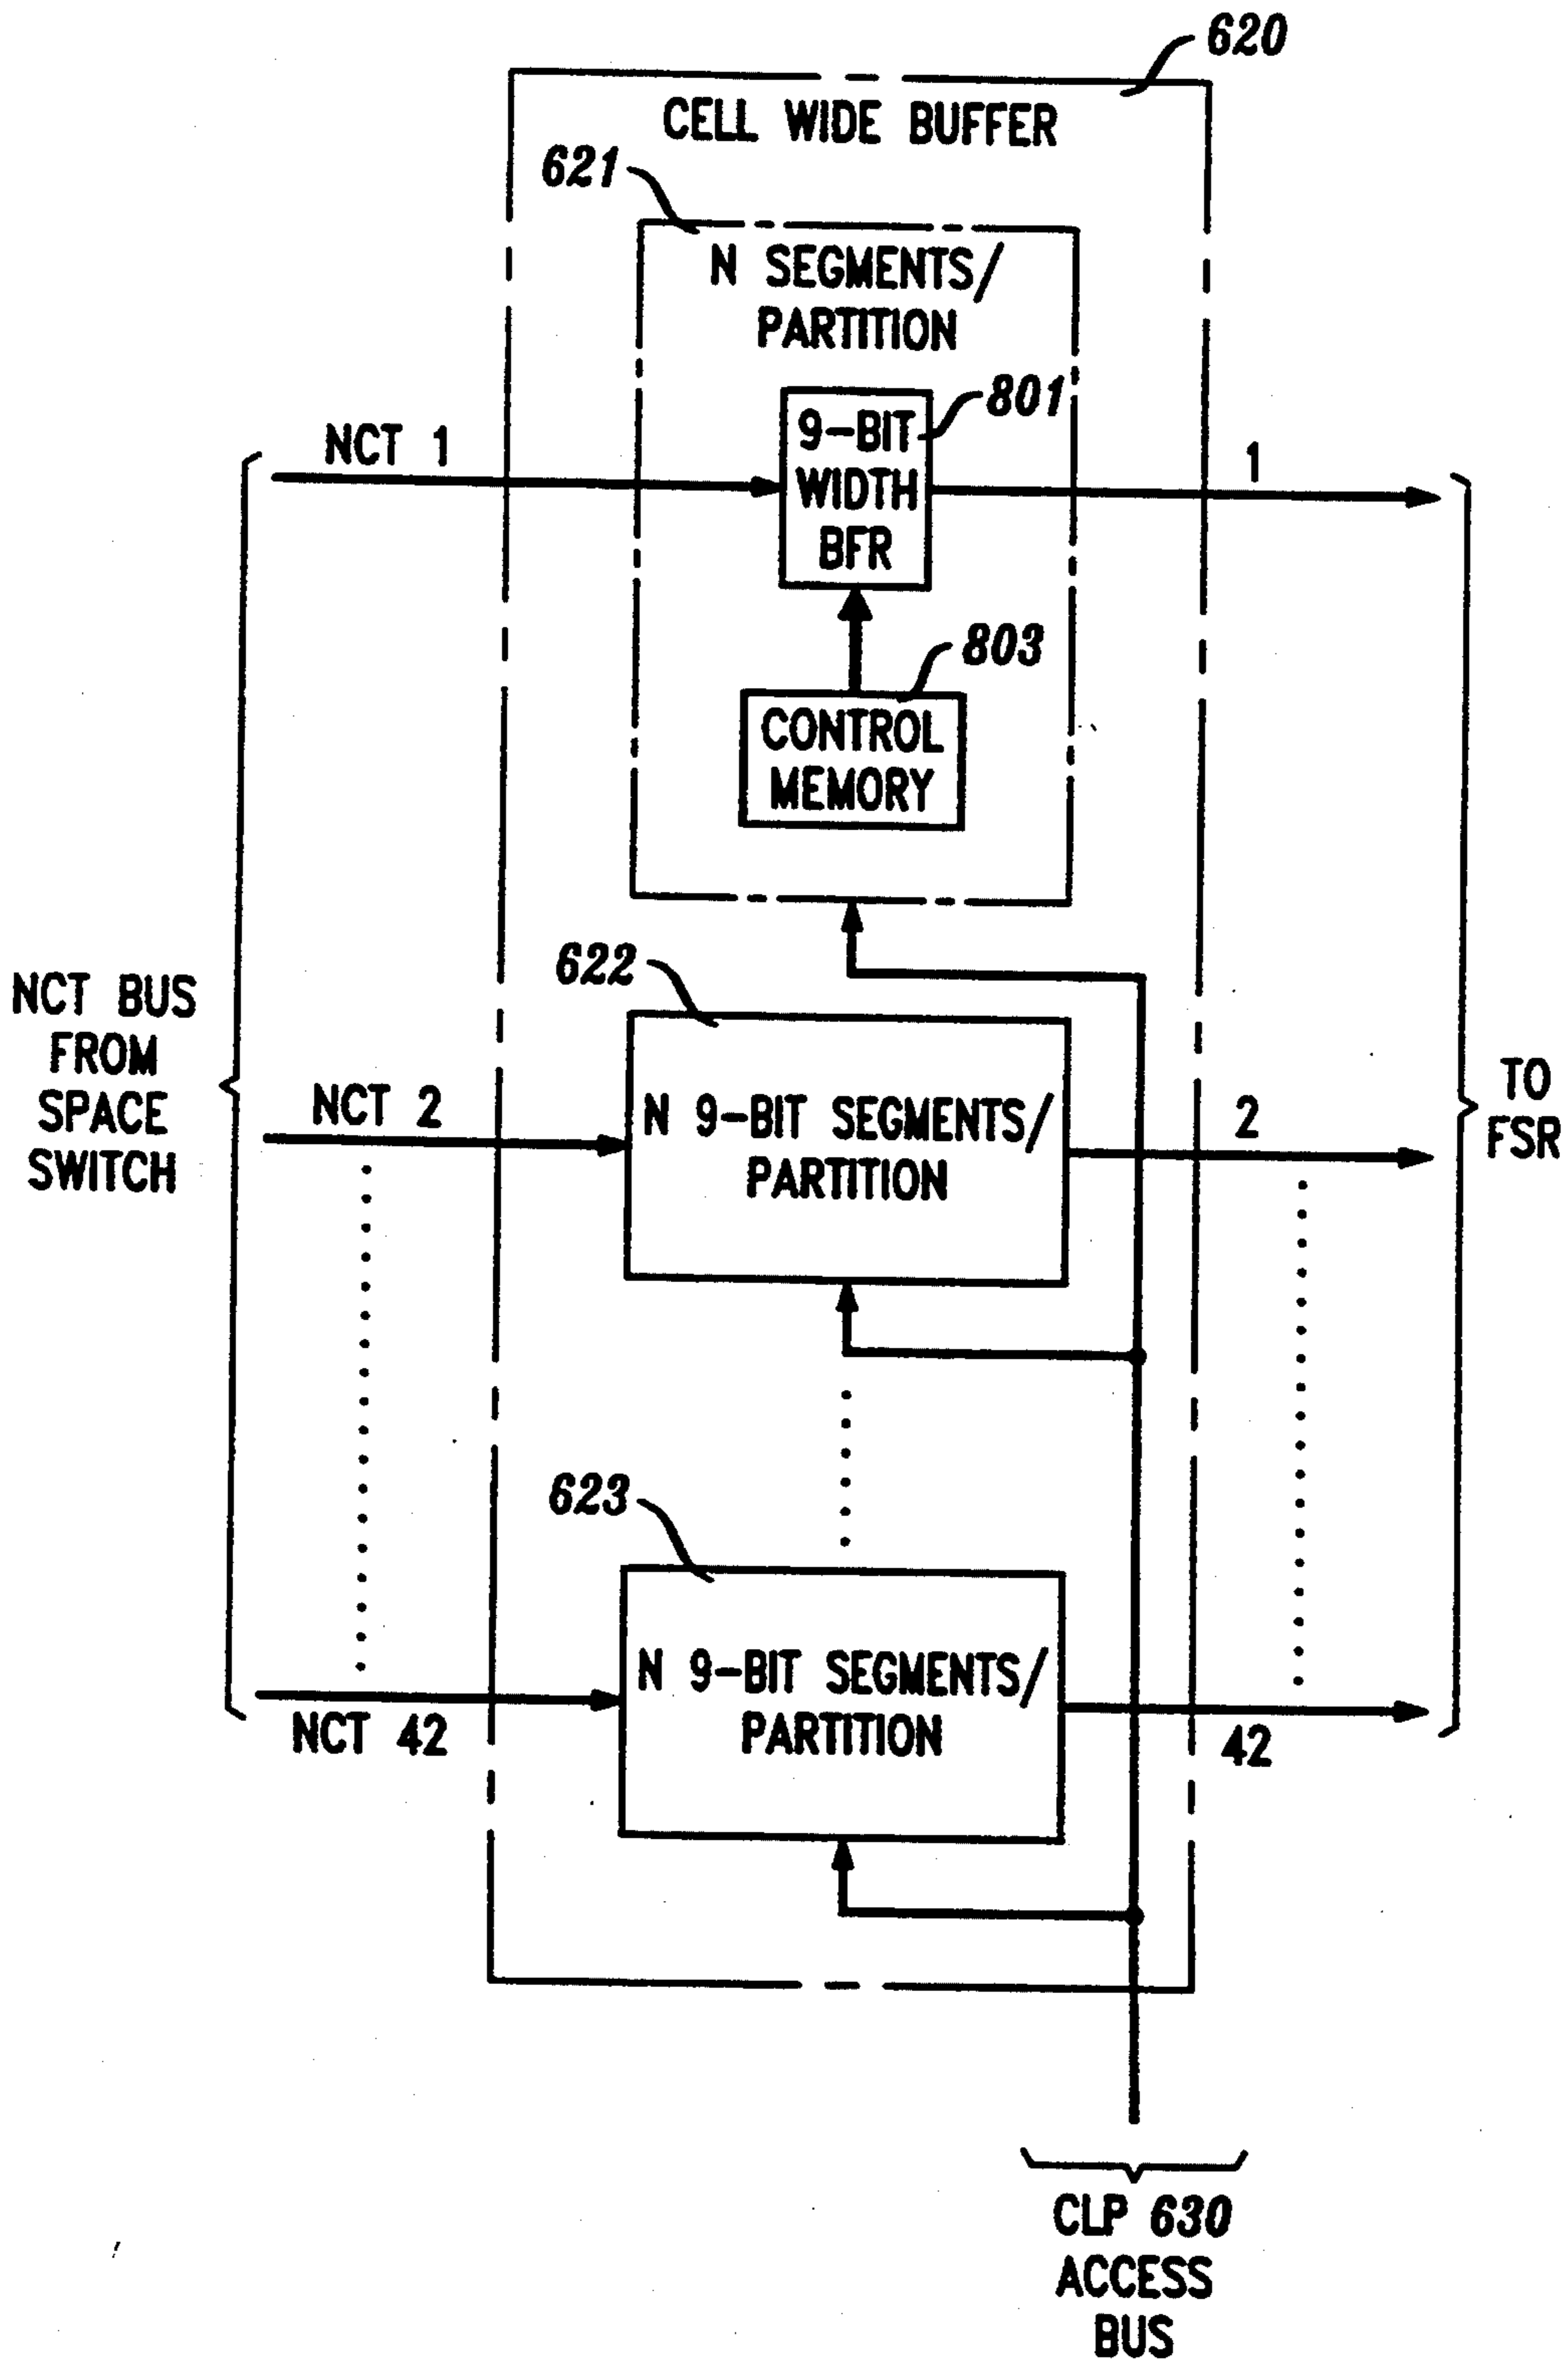 620
CELL WIDE BUFFER
621
N SEGMENTS/
PARTITION
801
9-BIT
WIDTH
BFR
NCT 1
1
803
CONTROL
MEMORY
622
NCT BUS
FROM
SPACE
SWITCH
NCT 2
N 9-BIT SEGMENTS/
PARTITION
2
TO
FSR
623
N 9-BIT SEGMENTS/
PARTITION
NCT 42
42
CLP 630
ACCESS
BUS